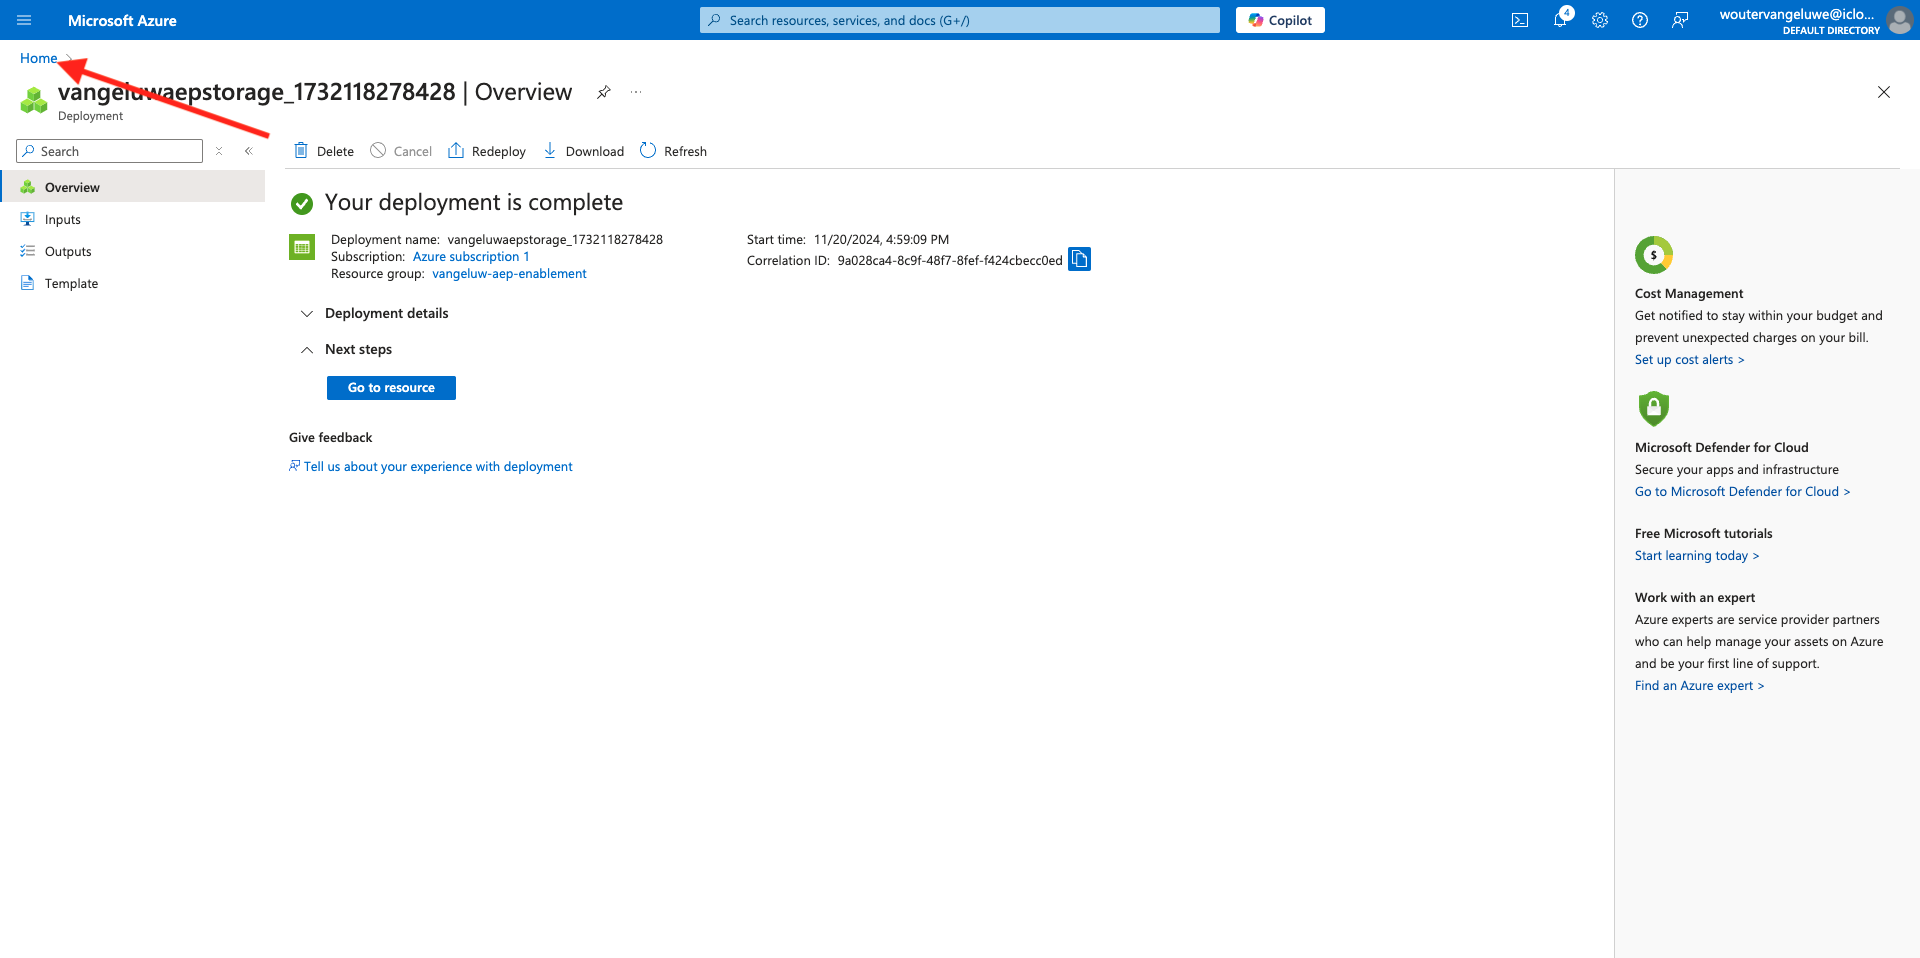 Microsoft Azure
Search resources, services, and docs (G+/)
Copilot
4
woutervangeluwe@iclo...
DEFAULT DIRECTORY
Home
vangeluwaepstorage_1732118278428 | Overview
Deployment
Search
Delete
Cancel
Redeploy
Download
Refresh
Overview
Inputs
Outputs
Template
Your deployment is complete
Deployment name: vangeluwaepstorage_1732118278428
Subscription: Azure subscription 1
Resource group: vangeluw-aep-enablement
Start time: 11/20/2024, 4:59:09 PM
Correlation ID: 9a028ca4-8c9f-48f7-8fef-f424cbecc0ed
Deployment details
Next steps
Go to resource
Give feedback
Tell us about your experience with deployment
$
Cost Management
Get notified to stay within your budget and
prevent unexpected charges on your bill.
Set up cost alerts >
Microsoft Defender for Cloud
Secure your apps and infrastructure
Go to Microsoft Defender for Cloud >
Free Microsoft tutorials
Start learning today >
Work with an expert
Azure experts are service provider partners
who can help manage your assets on Azure
and be your first line of support.
Find an Azure expert >